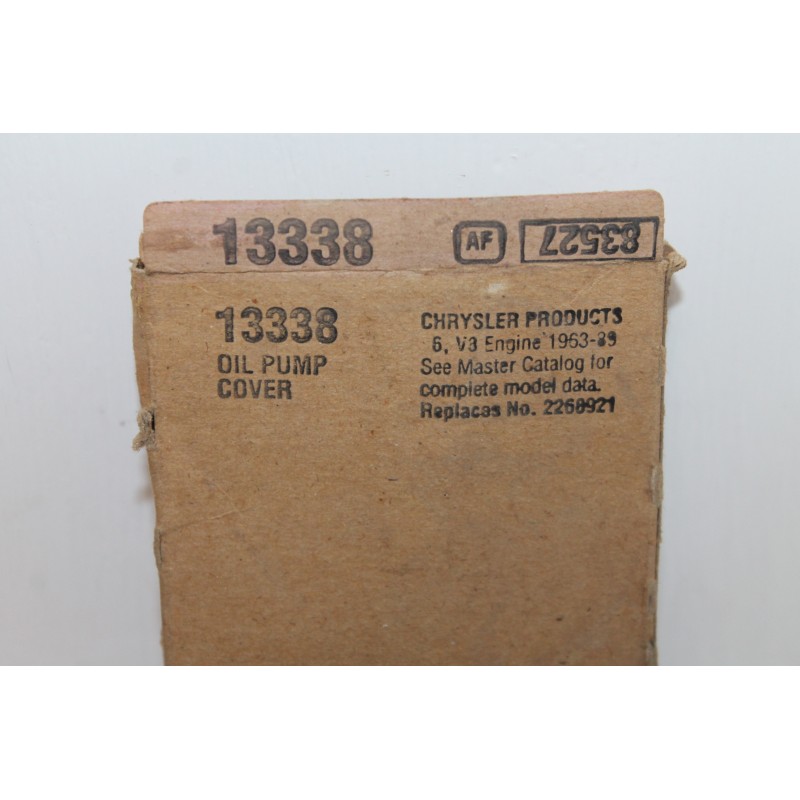 13338 AF 83527
13338
OIL PUMP
COVER
CHRYSLER PRODUCTS
6, V8 Engine 1963-89
See Master Catalog for
complete model data.
Replaces No. 2268921